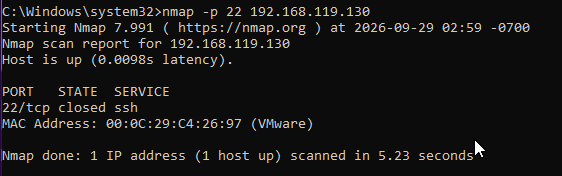 C:\Windows\system32>nmap -p 22 192.168.119.130
Starting Nmap 7.991 ( https://nmap.org ) at 2026-09-29 02:59 -0700
Nmap scan report for 192.168.119.130
Host is up (0.0098s latency).
PORT   STATE  SERVICE
22/tcp closed ssh
MAC Address: 00:0C:29:C4:26:97 (VMware)
Nmap done: 1 IP address (1 host up) scanned in 5.23 seconds